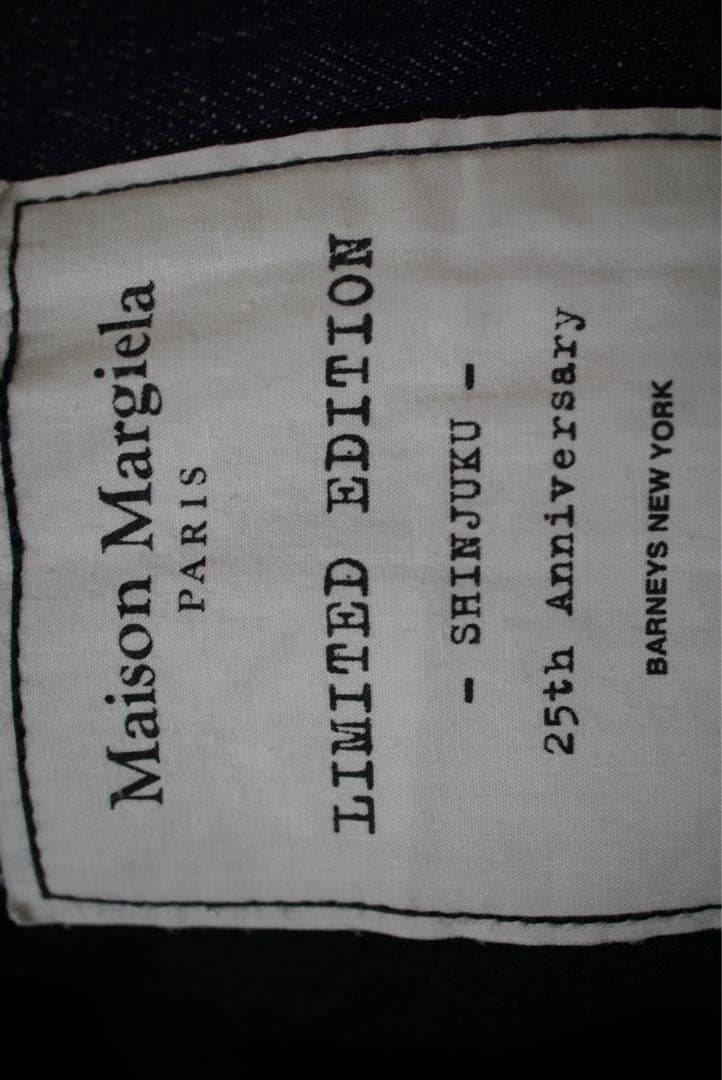 Maison Margiela
PARIS
LIMITED EDITION
- SHINJUKU -
25th Anniversary
BARNEYS NEW YORK